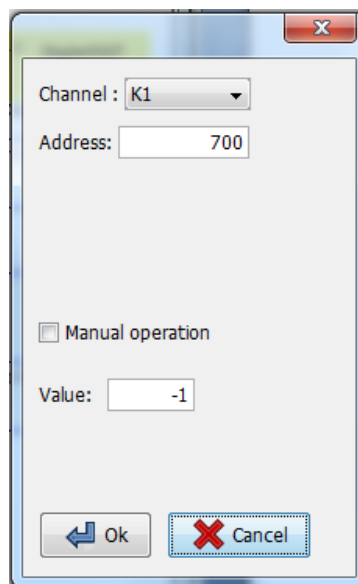 Channel : K1
Address: 700
Manual operation
Value: -1
Ok Cancel